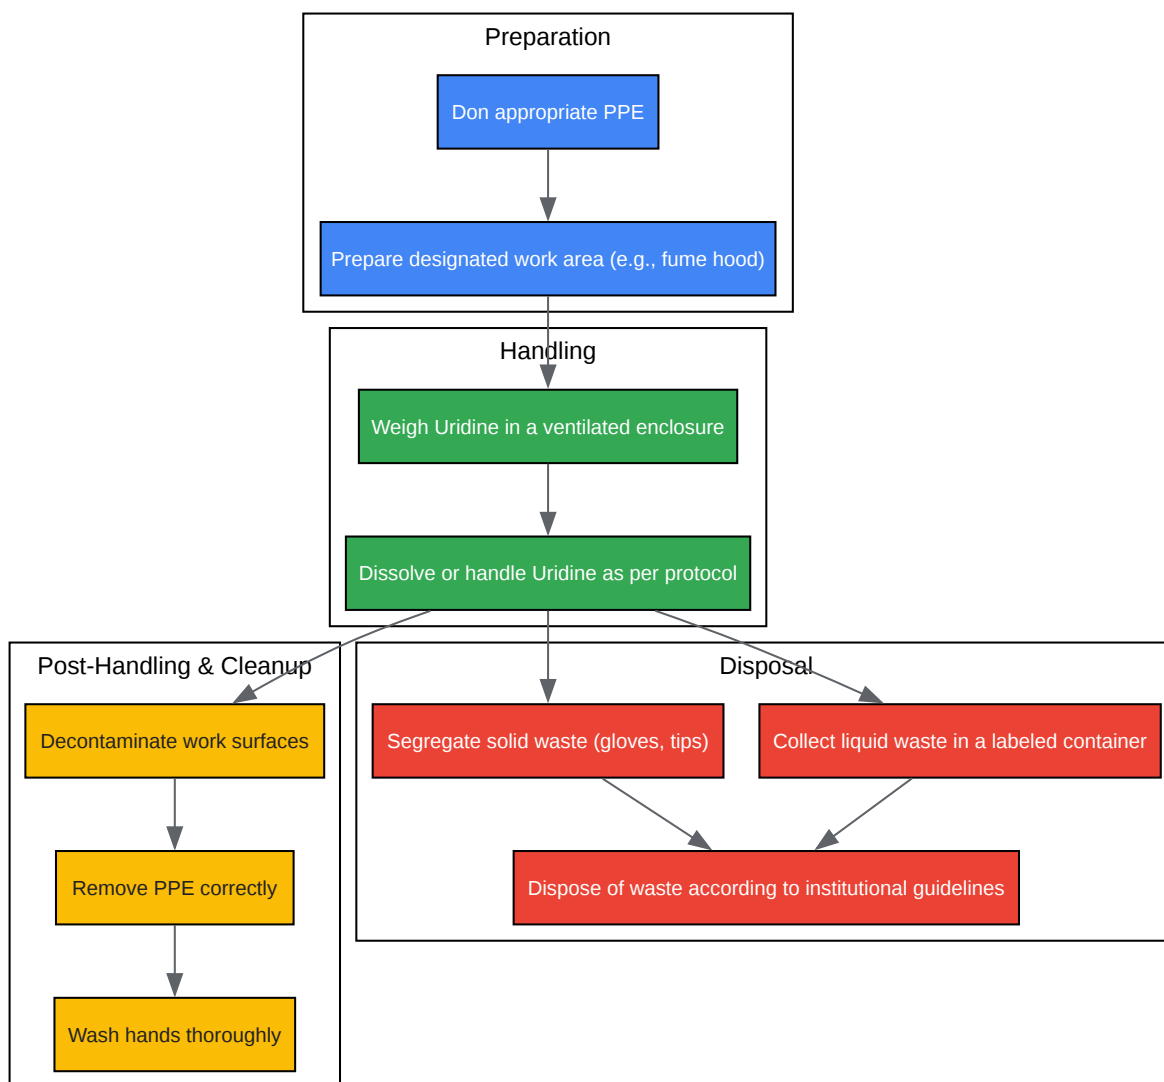 Preparation
Don appropriate PPE
Prepare designated work area (e.g., fume hood)
Handling
Weigh Uridine in a ventilated enclosure
Dissolve or handle Uridine as per protocol
Post-Handling & Cleanup
Decontaminate work surfaces
Remove PPE correctly
Wash hands thoroughly
Disposal
Segregate solid waste (gloves, tips)
Collect liquid waste in a labeled container
Dispose of waste according to institutional guidelines